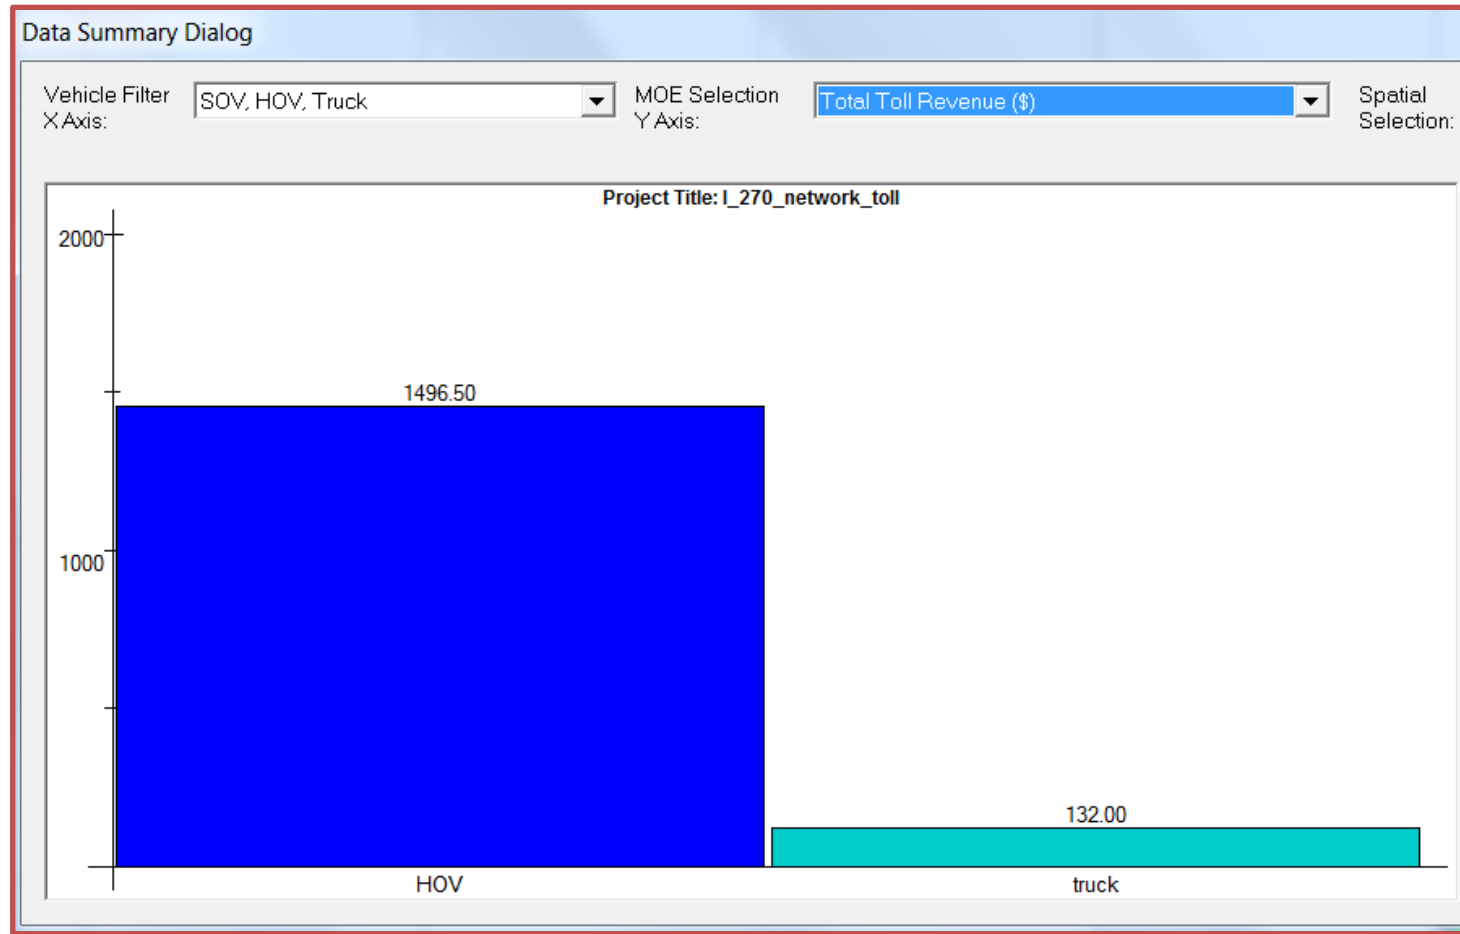 Data Summary Dialog
Vehicle Filter
X Axis:
SOV, HOV, Truck
MOE Selection
Y Axis:
Total Toll Revenue ($)
Spatial
Selection:
Project Title: I_270_network_toll
2000
1496.50
1000
132.00
HOV
truck